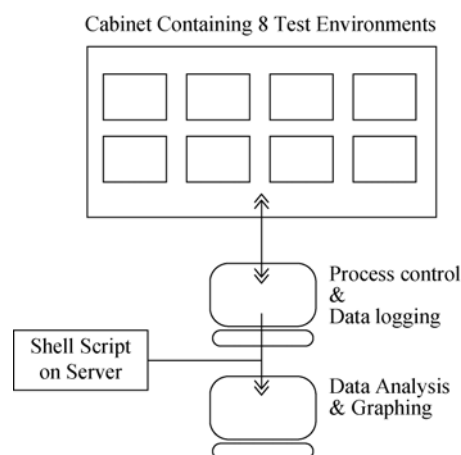 Cabinet Containing 8 Test Environments
Process control
&
Data logging
Shell Script
on Server
Data Analysis
& Graphing